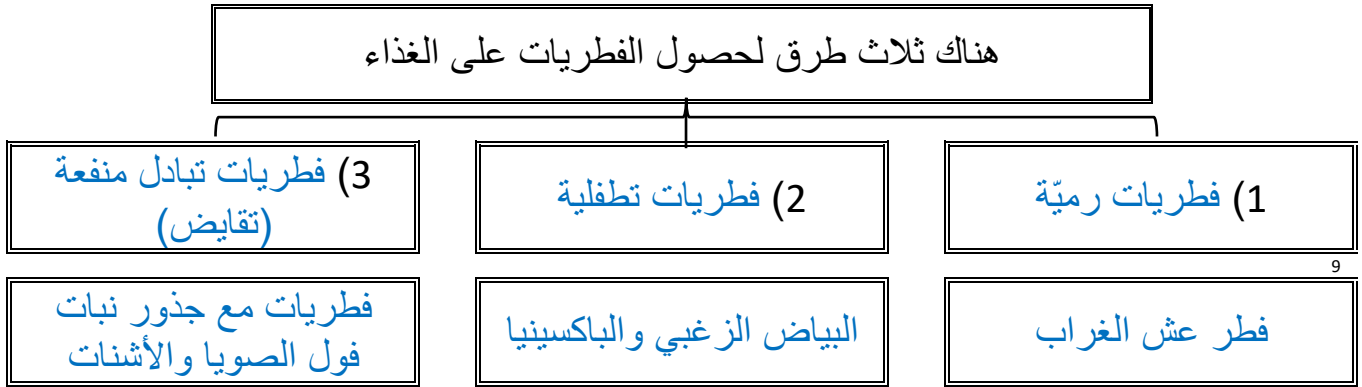 هناك ثلاث طرق لحصول الفطريات على الغذاء
1) فطريات رميّة
2) فطريات تطفلية
3) فطريات تبادل منفعة
(تقايض)
9
فطر عش الغراب
البياض الزغبي والباكسينيا
فطريات مع جذور نبات
فول الصويا والأشنات